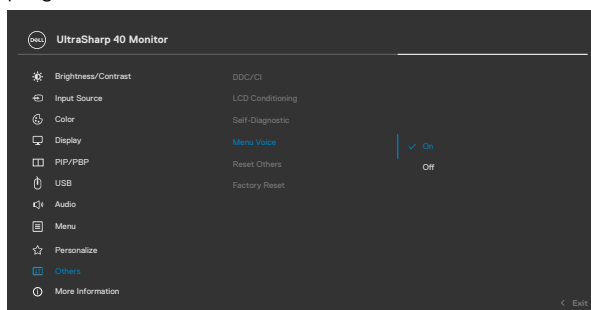 DELL UltraSharp 40 Monitor
Brightness/Contrast
Input Source
Color
Display
PIP/PBP
USB
Audio
Menu
Personalize
Others
More Information
DDC/CI
LCD Conditioning
Self-Diagnostic
Menu Voice
Reset Others
Factory Reset
On
Off
< Exit